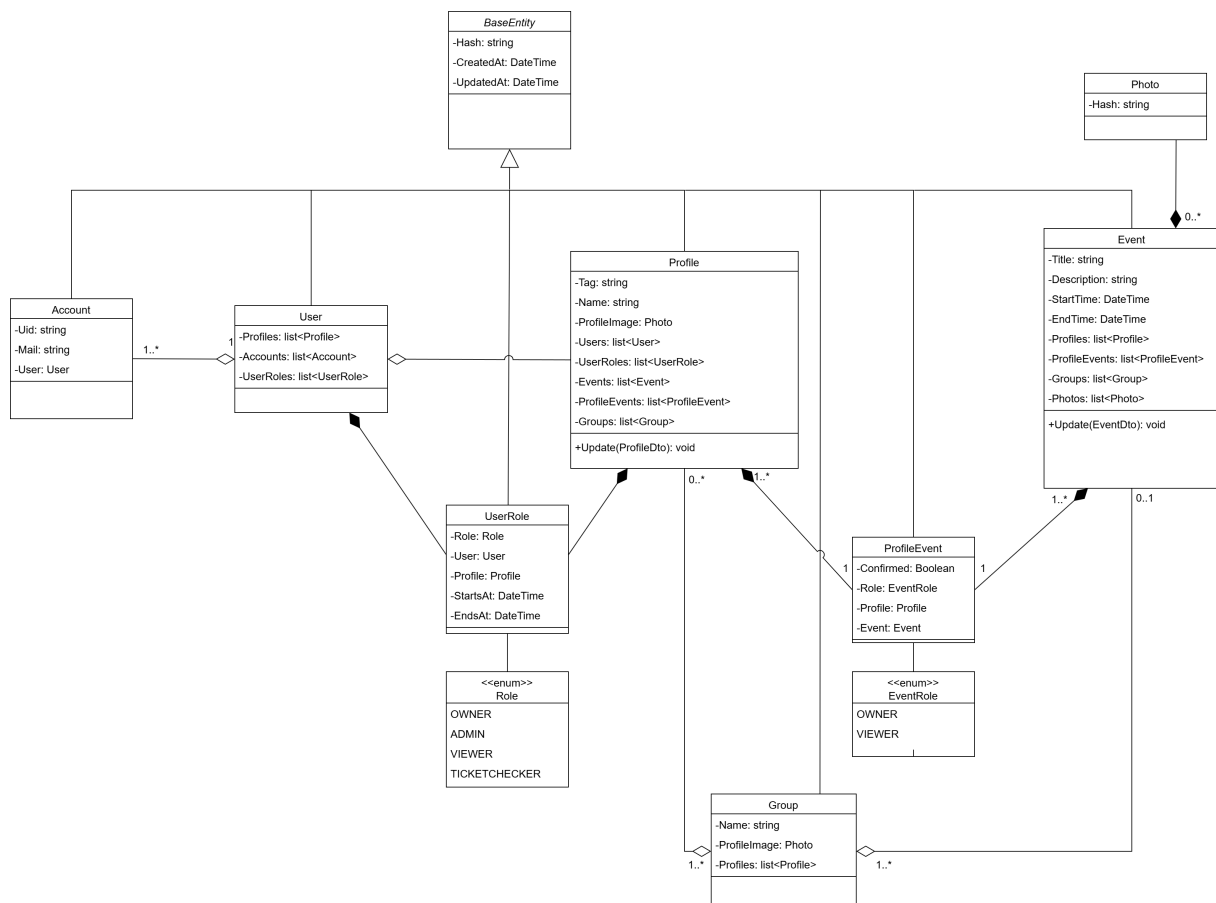 BaseEntity
-Hash: string
-CreatedAt: DateTime
-UpdatedAt: DateTime
Photo
-Hash: string
0..*
Event
-Title: string
-Description: string
-StartTime: DateTime
-EndTime: DateTime
-Profiles: list<Profile>
-ProfileEvents: list<ProfileEvent>
-Groups: list<Group>
-Photos: list<Photo>
+Update(EventDto): void
Profile
-Tag: string
-Name: string
-ProfileImage: Photo
-Users: list<User>
-UserRoles: list<UserRole>
-Events: list<Event>
-ProfileEvents: list<ProfileEvent>
-Groups: list<Group>
+Update(ProfileDto): void
Account
-Uid: string
-Mail: string
-User: User
1..*
1
User
-Profiles: list<Profile>
-Accounts: list<Account>
-UserRoles: list<UserRole>
0..*
1..*
1..*
0..1
UserRole
-Role: Role
-User: User
-Profile: Profile
-StartsAt: DateTime
-EndsAt: DateTime
ProfileEvent
-Confirmed: Boolean
-Role: EventRole
-Profile: Profile
-Event: Event
1
1
<<enum>>
Role
OWNER
ADMIN
VIEWER
TICKETCHECKER
<<enum>>
EventRole
OWNER
VIEWER
Group
-Name: string
-ProfileImage: Photo
-Profiles: list<Profile>
1..*
1..*